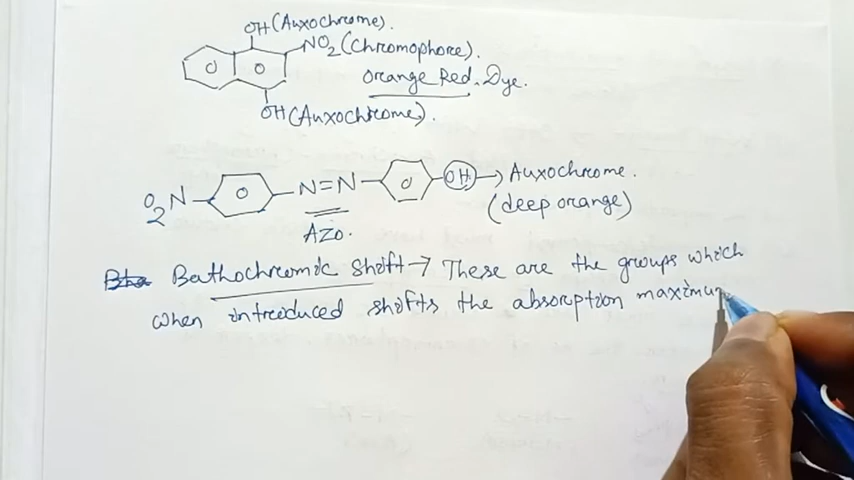 OH (Auxochrome).
NO2 (Chromophore).
O O
Orange Red. Dye.
OH (Auxochrome).
O2N O N=N O OH → Auxochrome.
(deep orange)
Azo.
Bathochromic shift → These are the groups which
when introduced shifts the absorption maximum